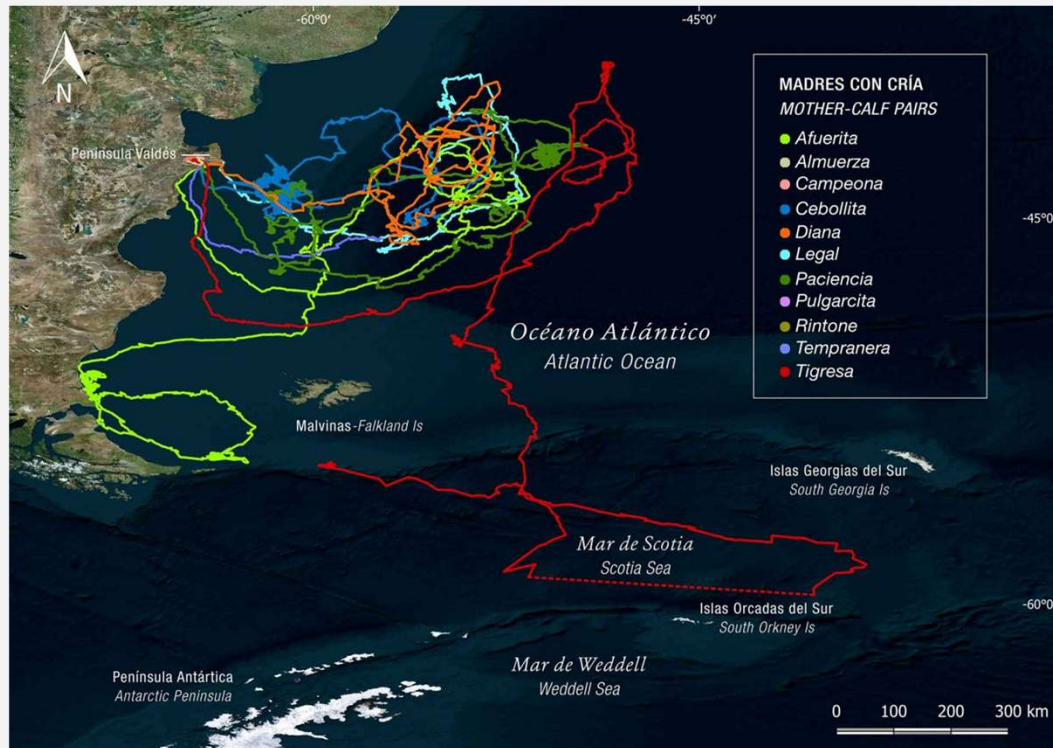 -60°0'
-45°0'
N
MADRES CON CRÍA
MOTHER-CALF PAIRS
Afuerita
Almuerza
Campeona
Cebollita
Diana
Legal
Paciencia
Pulgarcita
Rintone
Tempranera
Tigresa
Península Valdés
-45°0'
Océano Atlántico
Atlantic Ocean
Malvinas-Falkland Is
Islas Georgias del Sur
South Georgia Is
Mar de Scotia
Scotia Sea
-60°0'
Islas Orcadas del Sur
South Orkney Is
Mar de Weddell
Weddell Sea
Península Antártica
Antarctic Peninsula
0 100 200 300 km